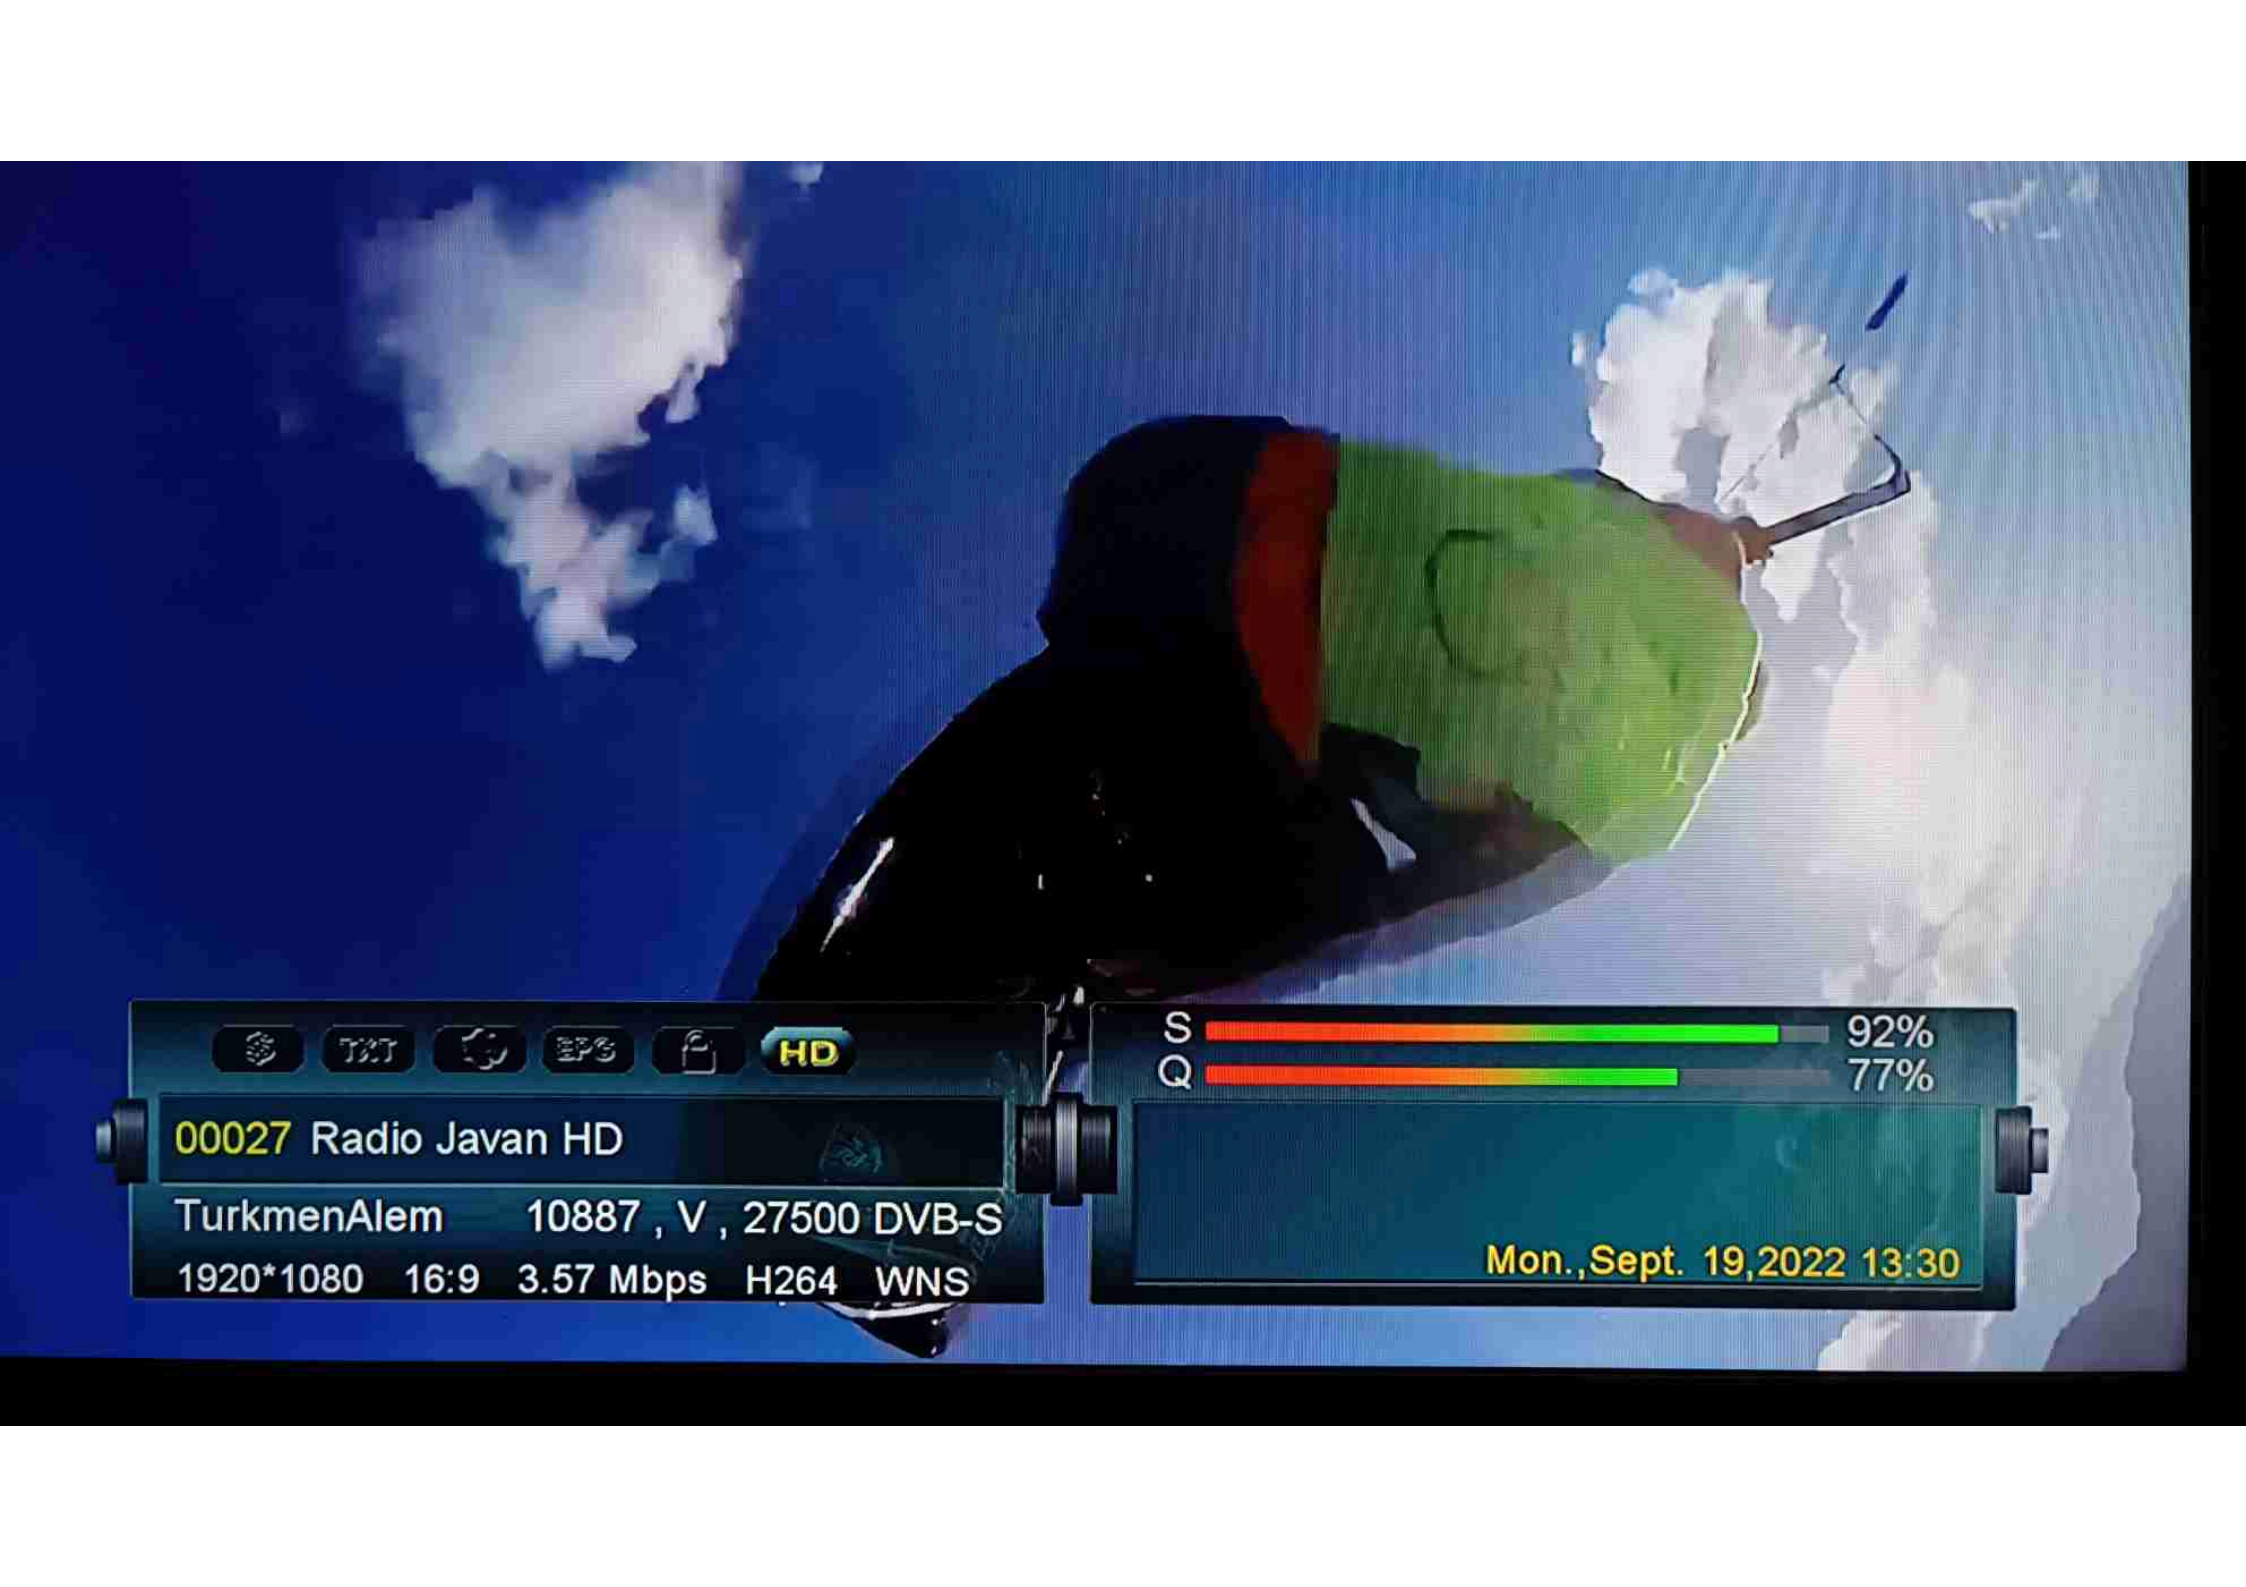 TXT EPG HD
S 92%
Q 77%
00027 Radio Javan HD
TurkmenAlem 10887 , V , 27500 DVB-S
1920*1080 16:9 3.57 Mbps H264 WNS
Mon.,Sept. 19,2022 13:30